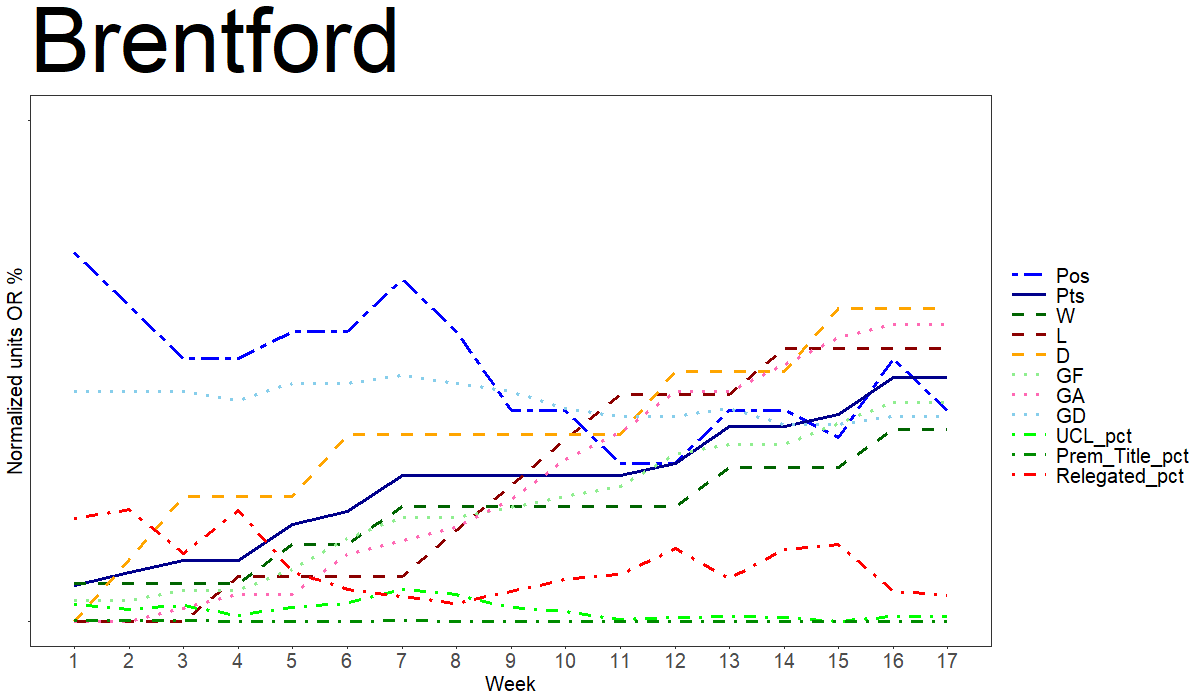 Brentford
Normalized units OR %
Pos
Pts
W
L
D
GF
GA
GD
UCL_pct
Prem_Title_pct
Relegated_pct
1 2 3 4 5 6 7 8 9 10 11 12 13 14 15 16 17
Week